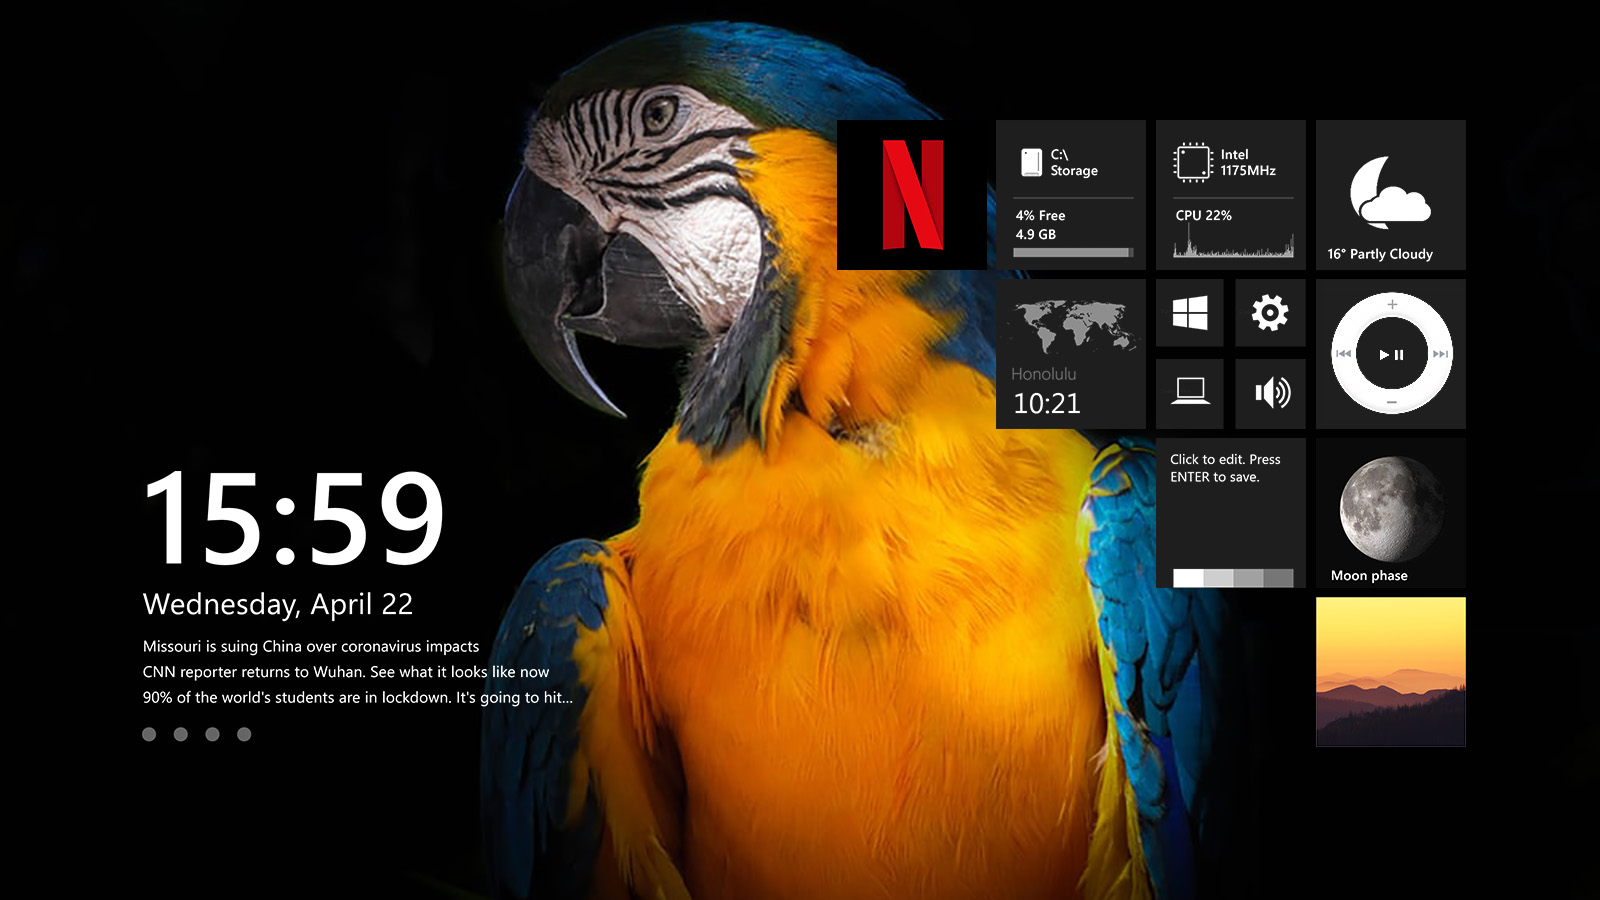 15:59
Wednesday, April 22
Missouri is suing China over coronavirus impacts
CNN reporter returns to Wuhan. See what it looks like now
90% of the world's students are in lockdown. It's going to hit...
N
C:\
Storage
4% Free
4.9 GB
Intel
1175MHz
CPU 22%
16° Partly Cloudy
Honolulu
10:21
Click to edit. Press
ENTER to save.
Moon phase